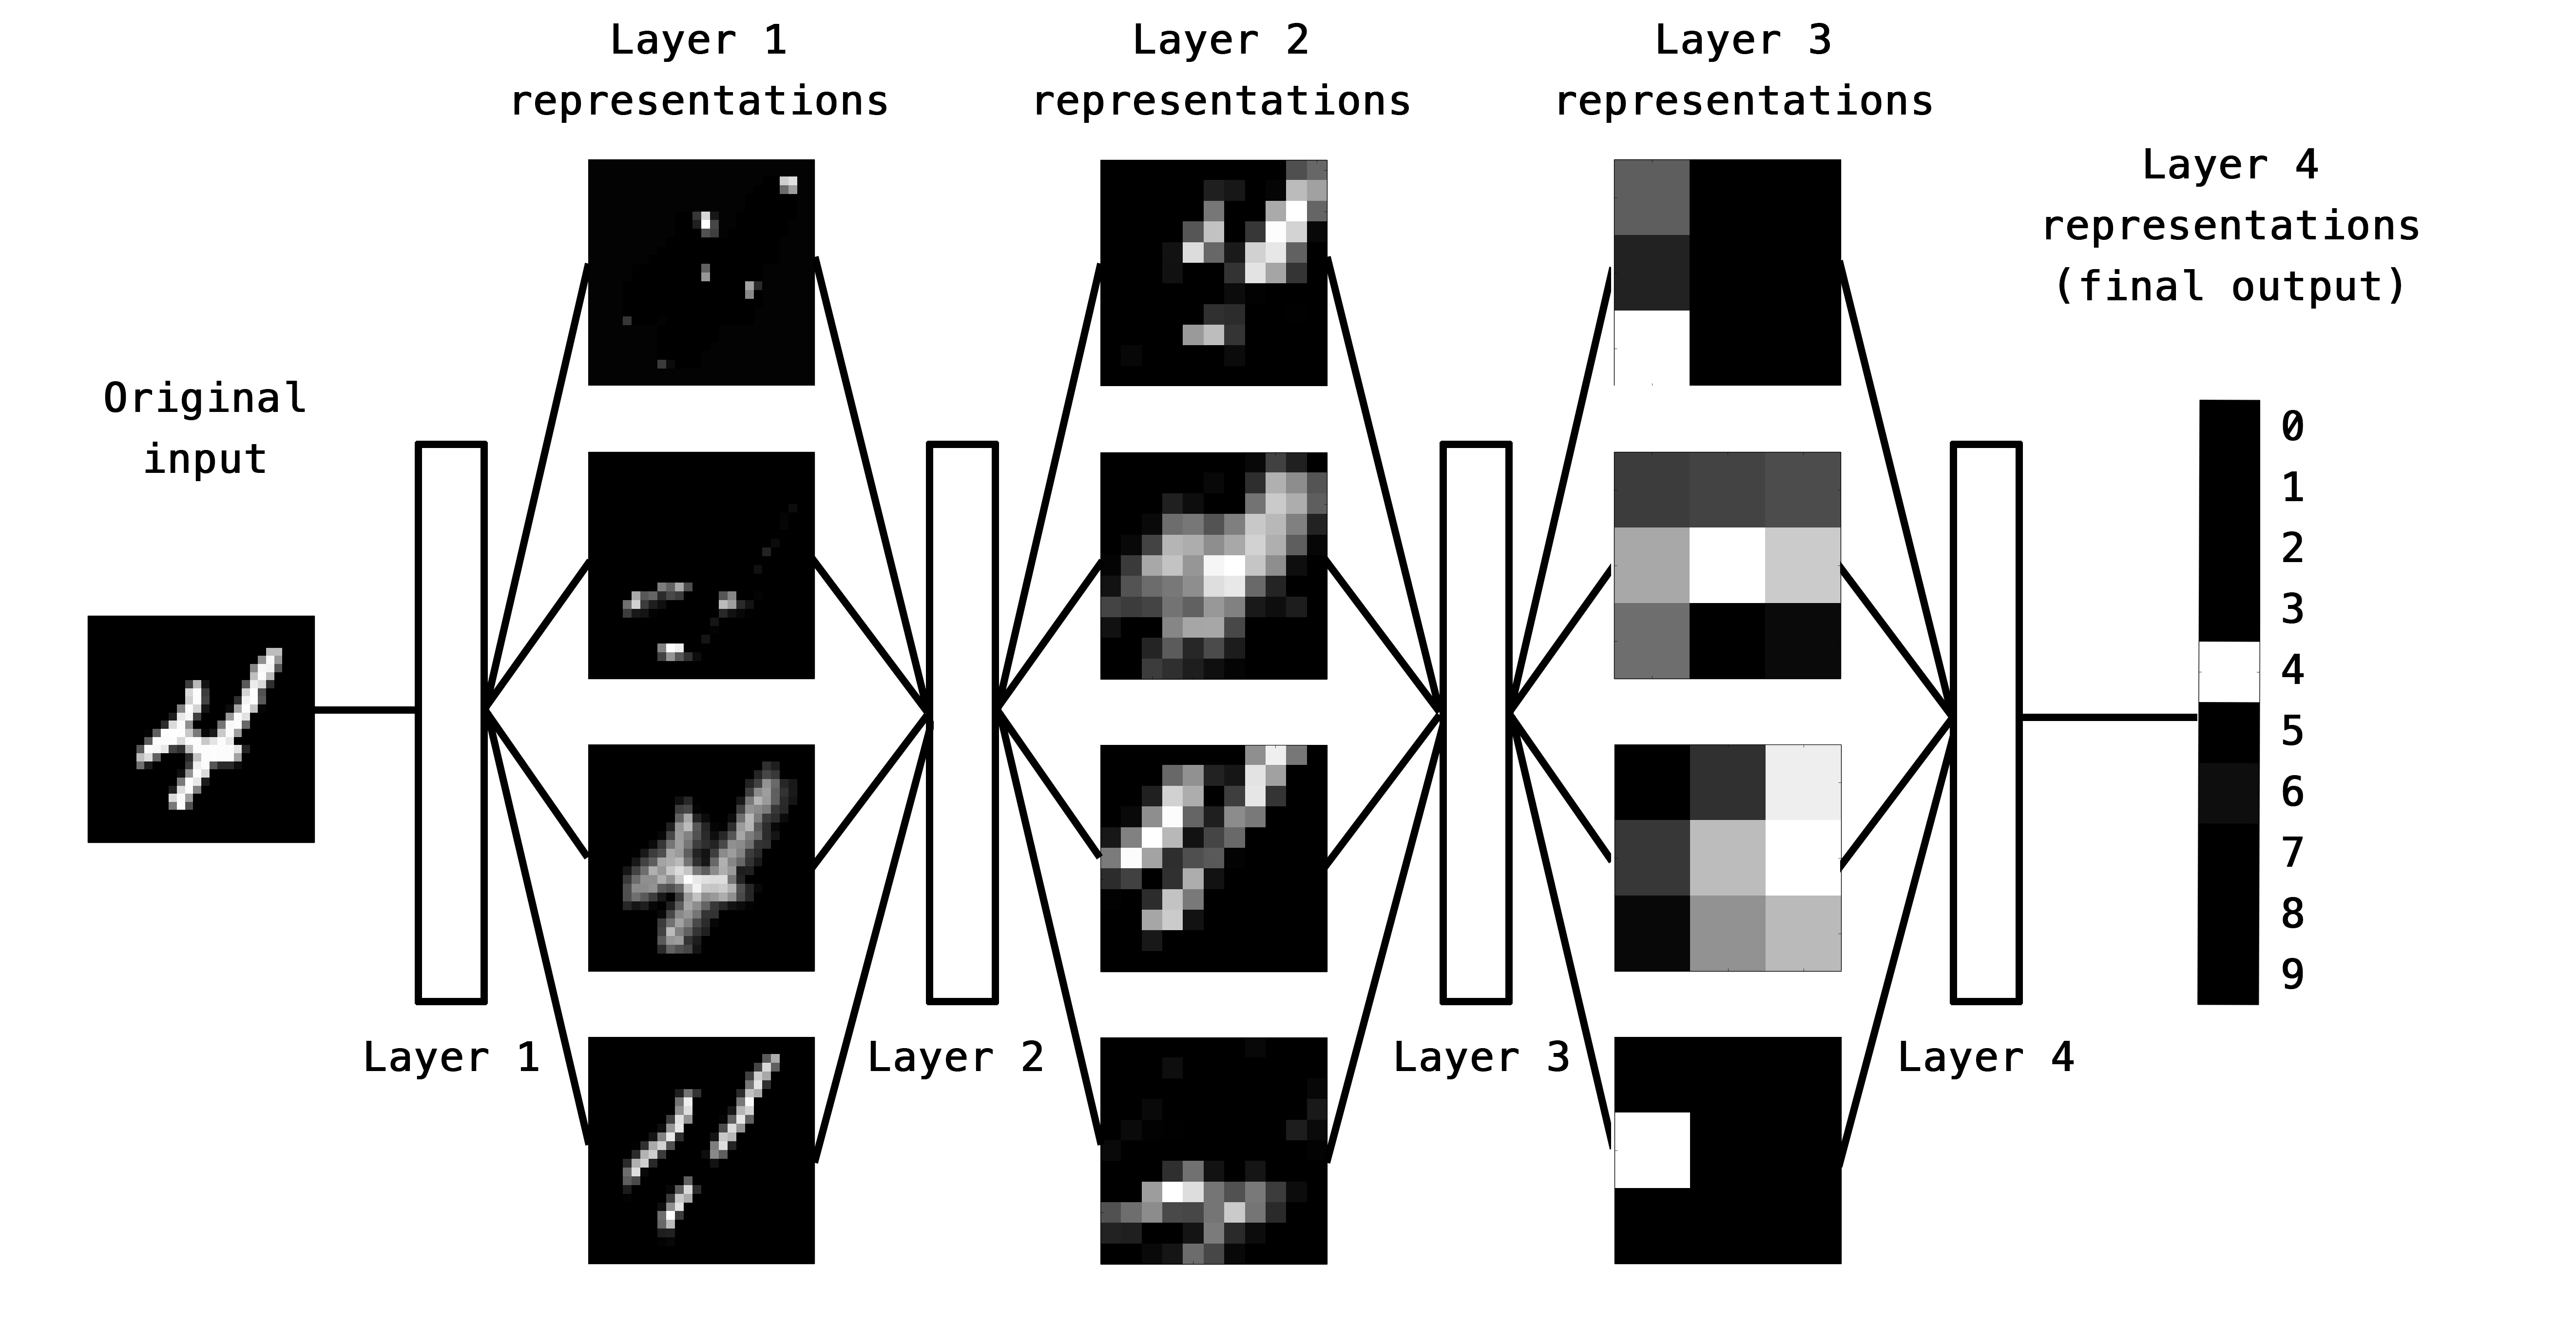 Layer 1
representations
Layer 2
representations
Layer 3
representations
Layer 4
representations
(final output)
Original
input
0
1
2
3
4
5
6
7
8
9
Layer 1
Layer 2
Layer 3
Layer 4